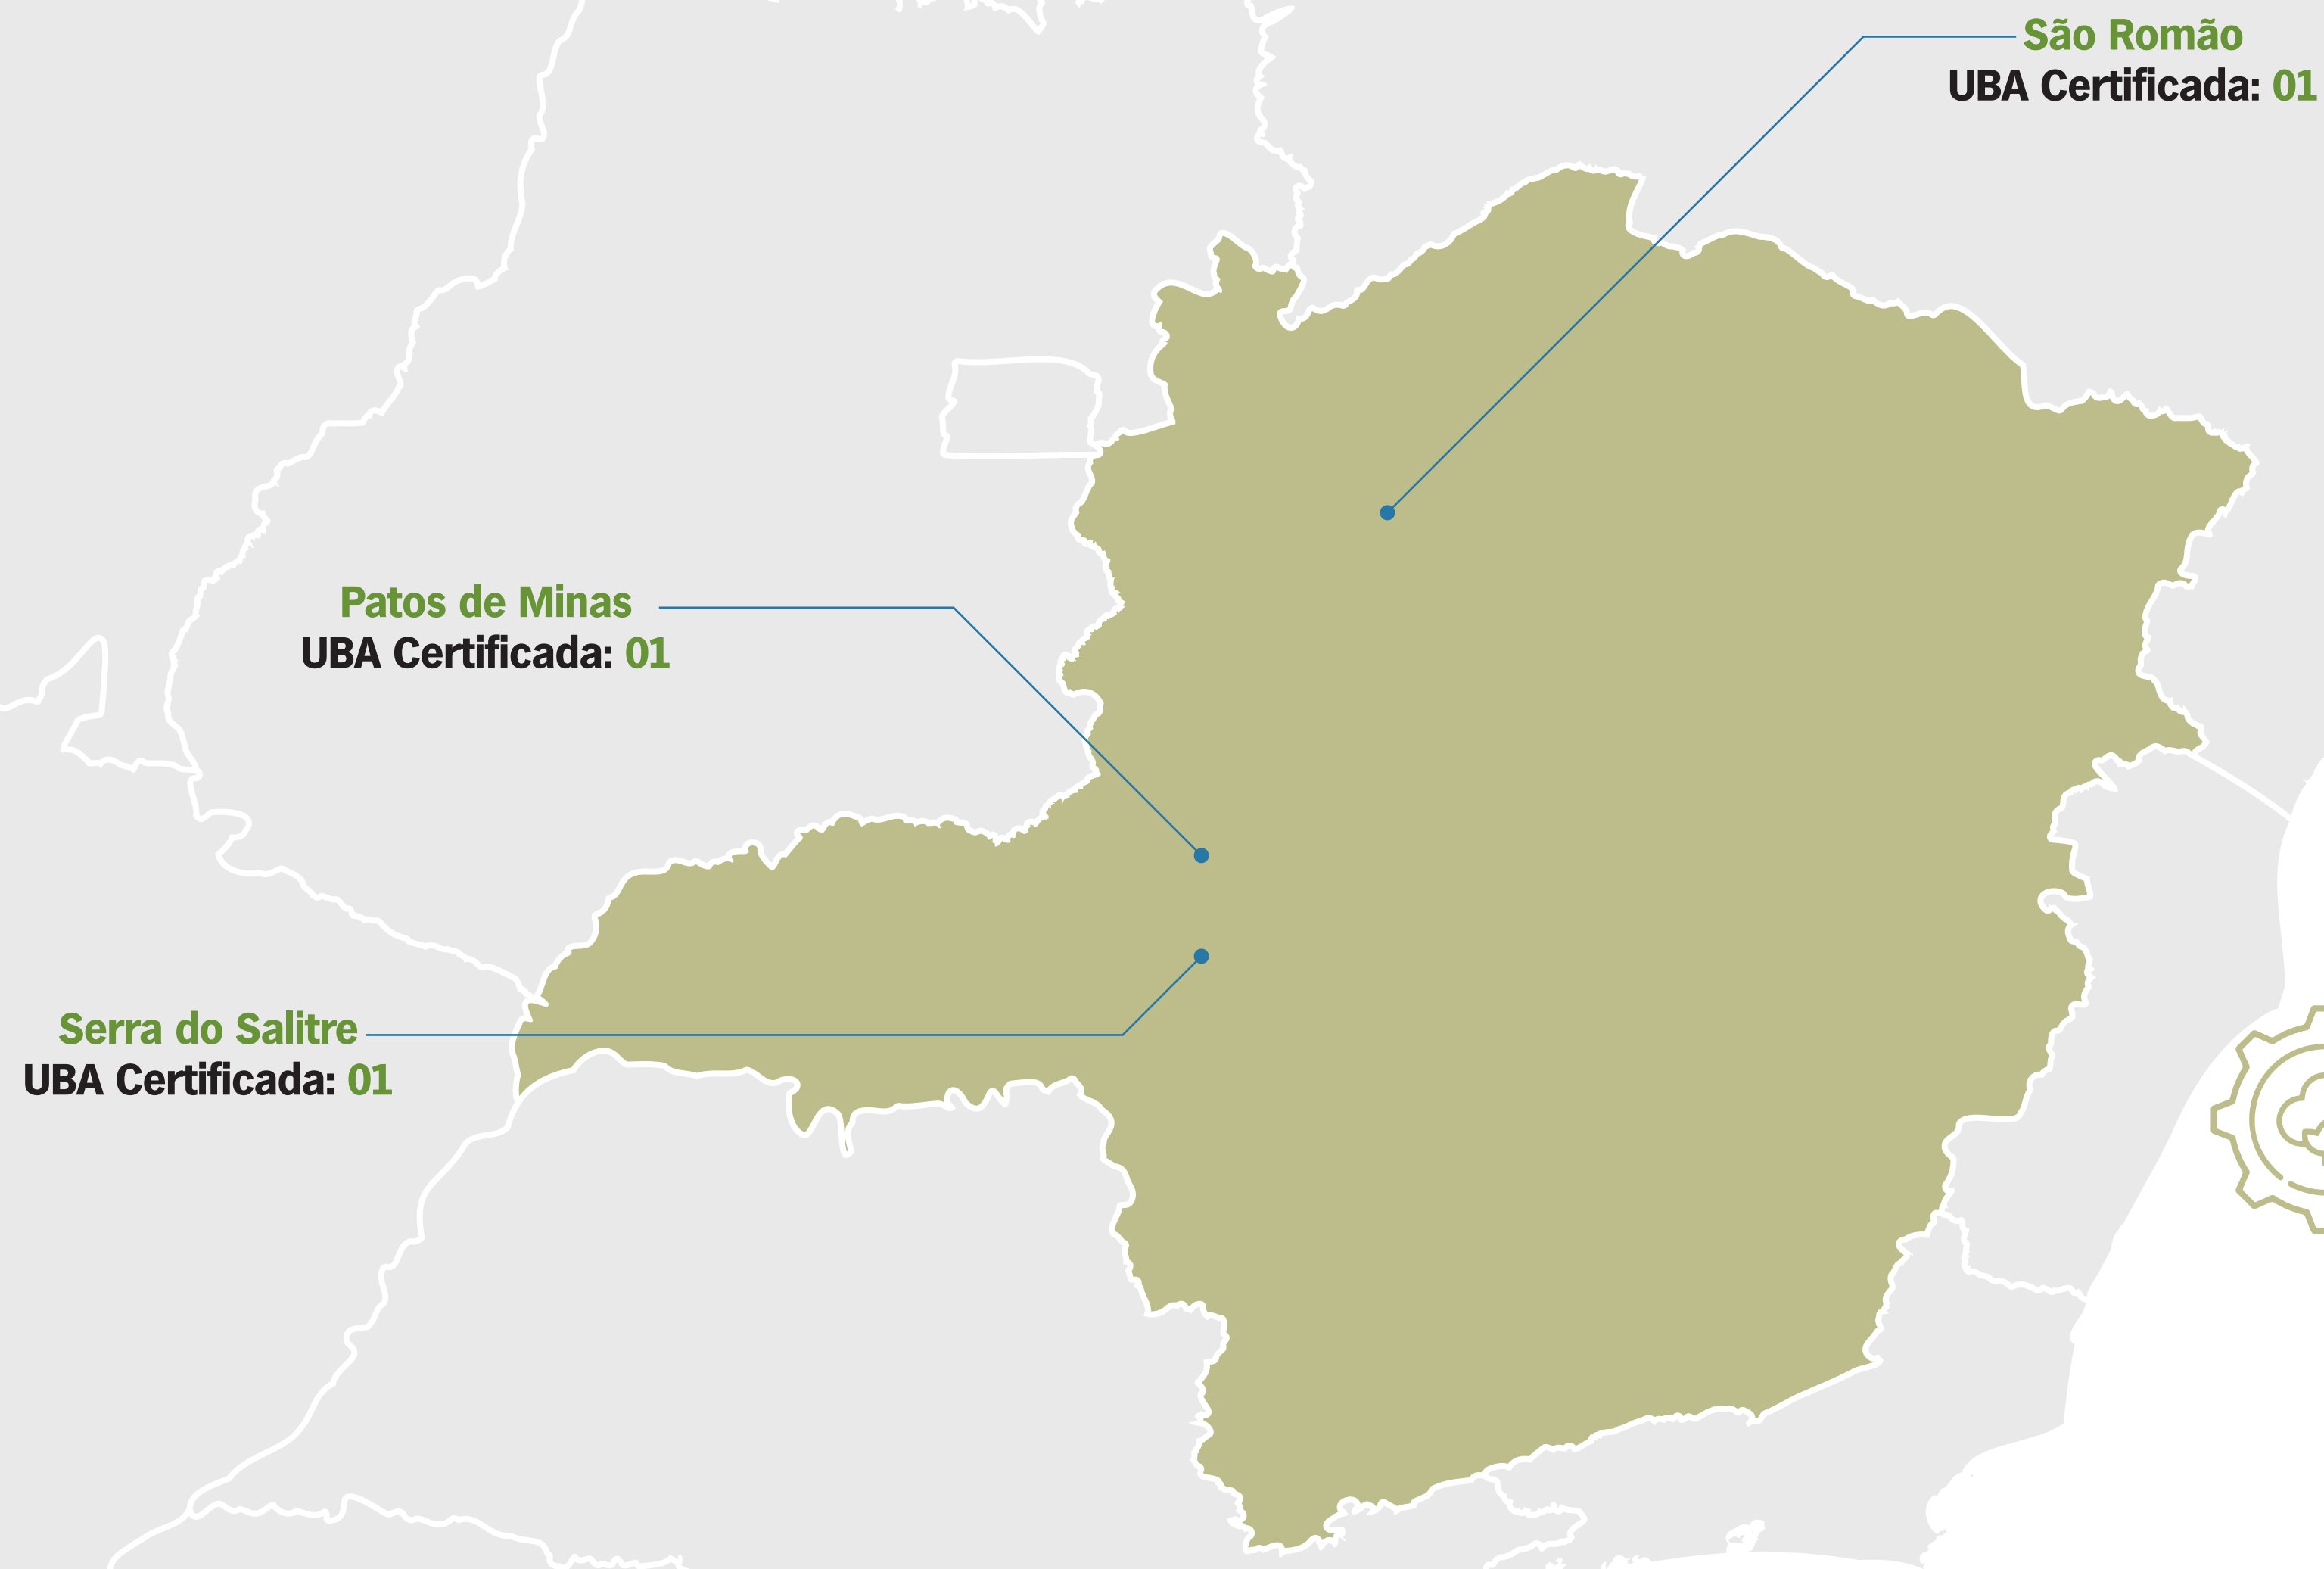 São Romão
UBA Certificada: 01
Patos de Minas
UBA Certificada: 01
Serra do Salitre
UBA Certificada: 01